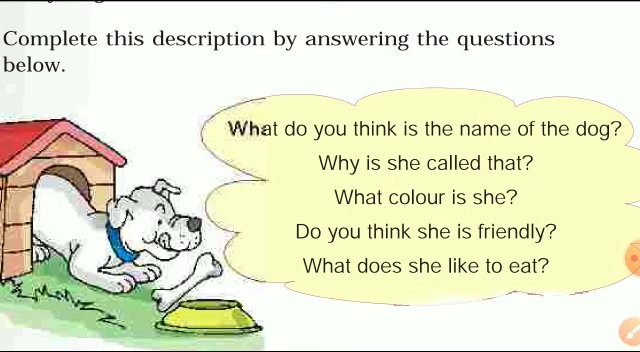 Complete this description by answering the questions
below.
What do you think is the name of the dog?
Why is she called that?
What colour is she?
Do you think she is friendly?
What does she like to eat?